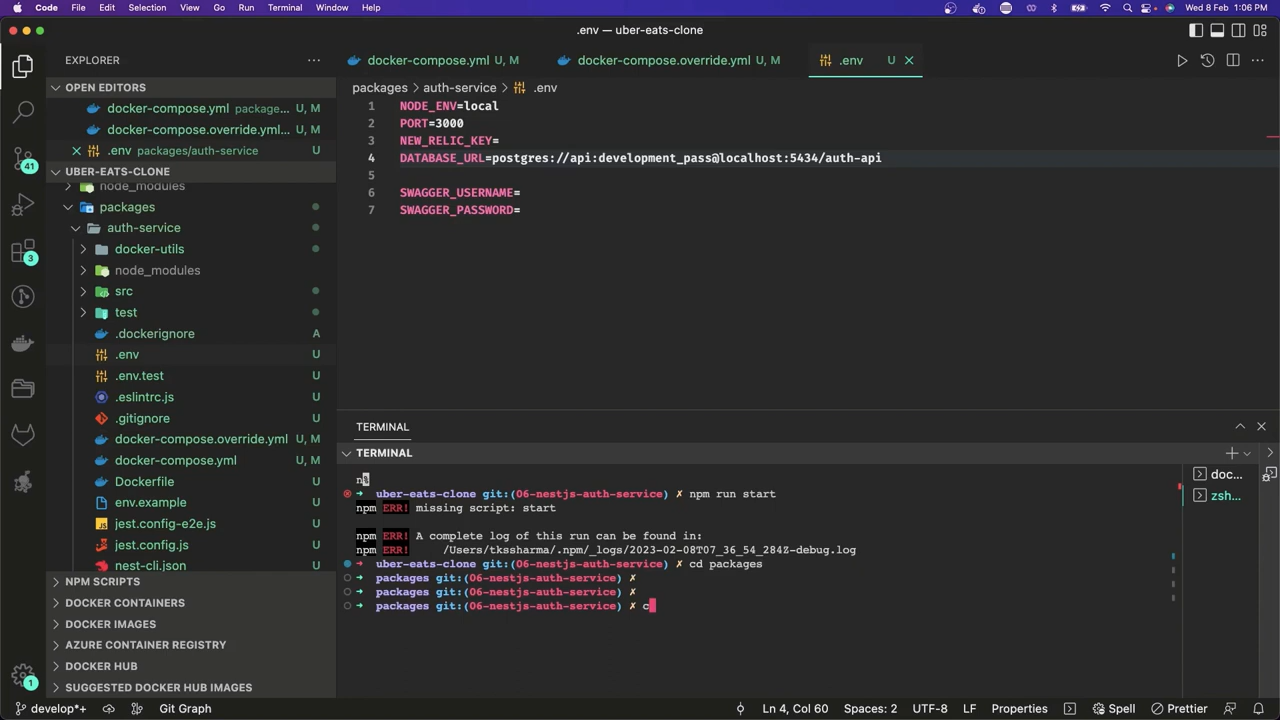 Code File Edit Selection View Go Run Terminal Window Help Wed 8 Feb 1:06 PM
.env — uber-eats-clone
EXPLORER
docker-compose.yml U, M
docker-compose.override.yml U, M
.env U
OPEN EDITORS
docker-compose.yml package... U, M
docker-compose.override.yml... U, M
.env packages/auth-service U
UBER-EATS-CLONE
node_modules
packages
auth-service
docker-utils
node_modules
src
test
.dockerignore A
.env U
.env.test U
.eslintrc.js U
.gitignore U
docker-compose.override.yml U, M
docker-compose.yml U, M
Dockerfile U
env.example U
jest.config-e2e.js U
jest.config.js U
nest-cli.json U
NPM SCRIPTS
DOCKER CONTAINERS
DOCKER IMAGES
AZURE CONTAINER REGISTRY
DOCKER HUB
SUGGESTED DOCKER HUB IMAGES
41
3
1
packages > auth-service > .env
1 NODE_ENV=local
2 PORT=3000
3 NEW_RELIC_KEY=
4 DATABASE_URL=postgres://api:development_pass@localhost:5434/auth-api
5
6 SWAGGER_USERNAME=
7 SWAGGER_PASSWORD=
TERMINAL
TERMINAL
doc...
zsh...
uber-eats-clone git:(06-nestjs-auth-service) ✗ npm run start
npm ERR! missing script: start
npm ERR! A complete log of this run can be found in:
npm ERR! /Users/tkssharma/.npm/_logs/2023-02-08T07_36_54_284Z-debug.log
uber-eats-clone git:(06-nestjs-auth-service) ✗ cd packages
packages git:(06-nestjs-auth-service) ✗
packages git:(06-nestjs-auth-service) ✗
packages git:(06-nestjs-auth-service) ✗ c
develop*+ Git Graph Ln 4, Col 60 Spaces: 2 UTF-8 LF Properties Spell Prettier